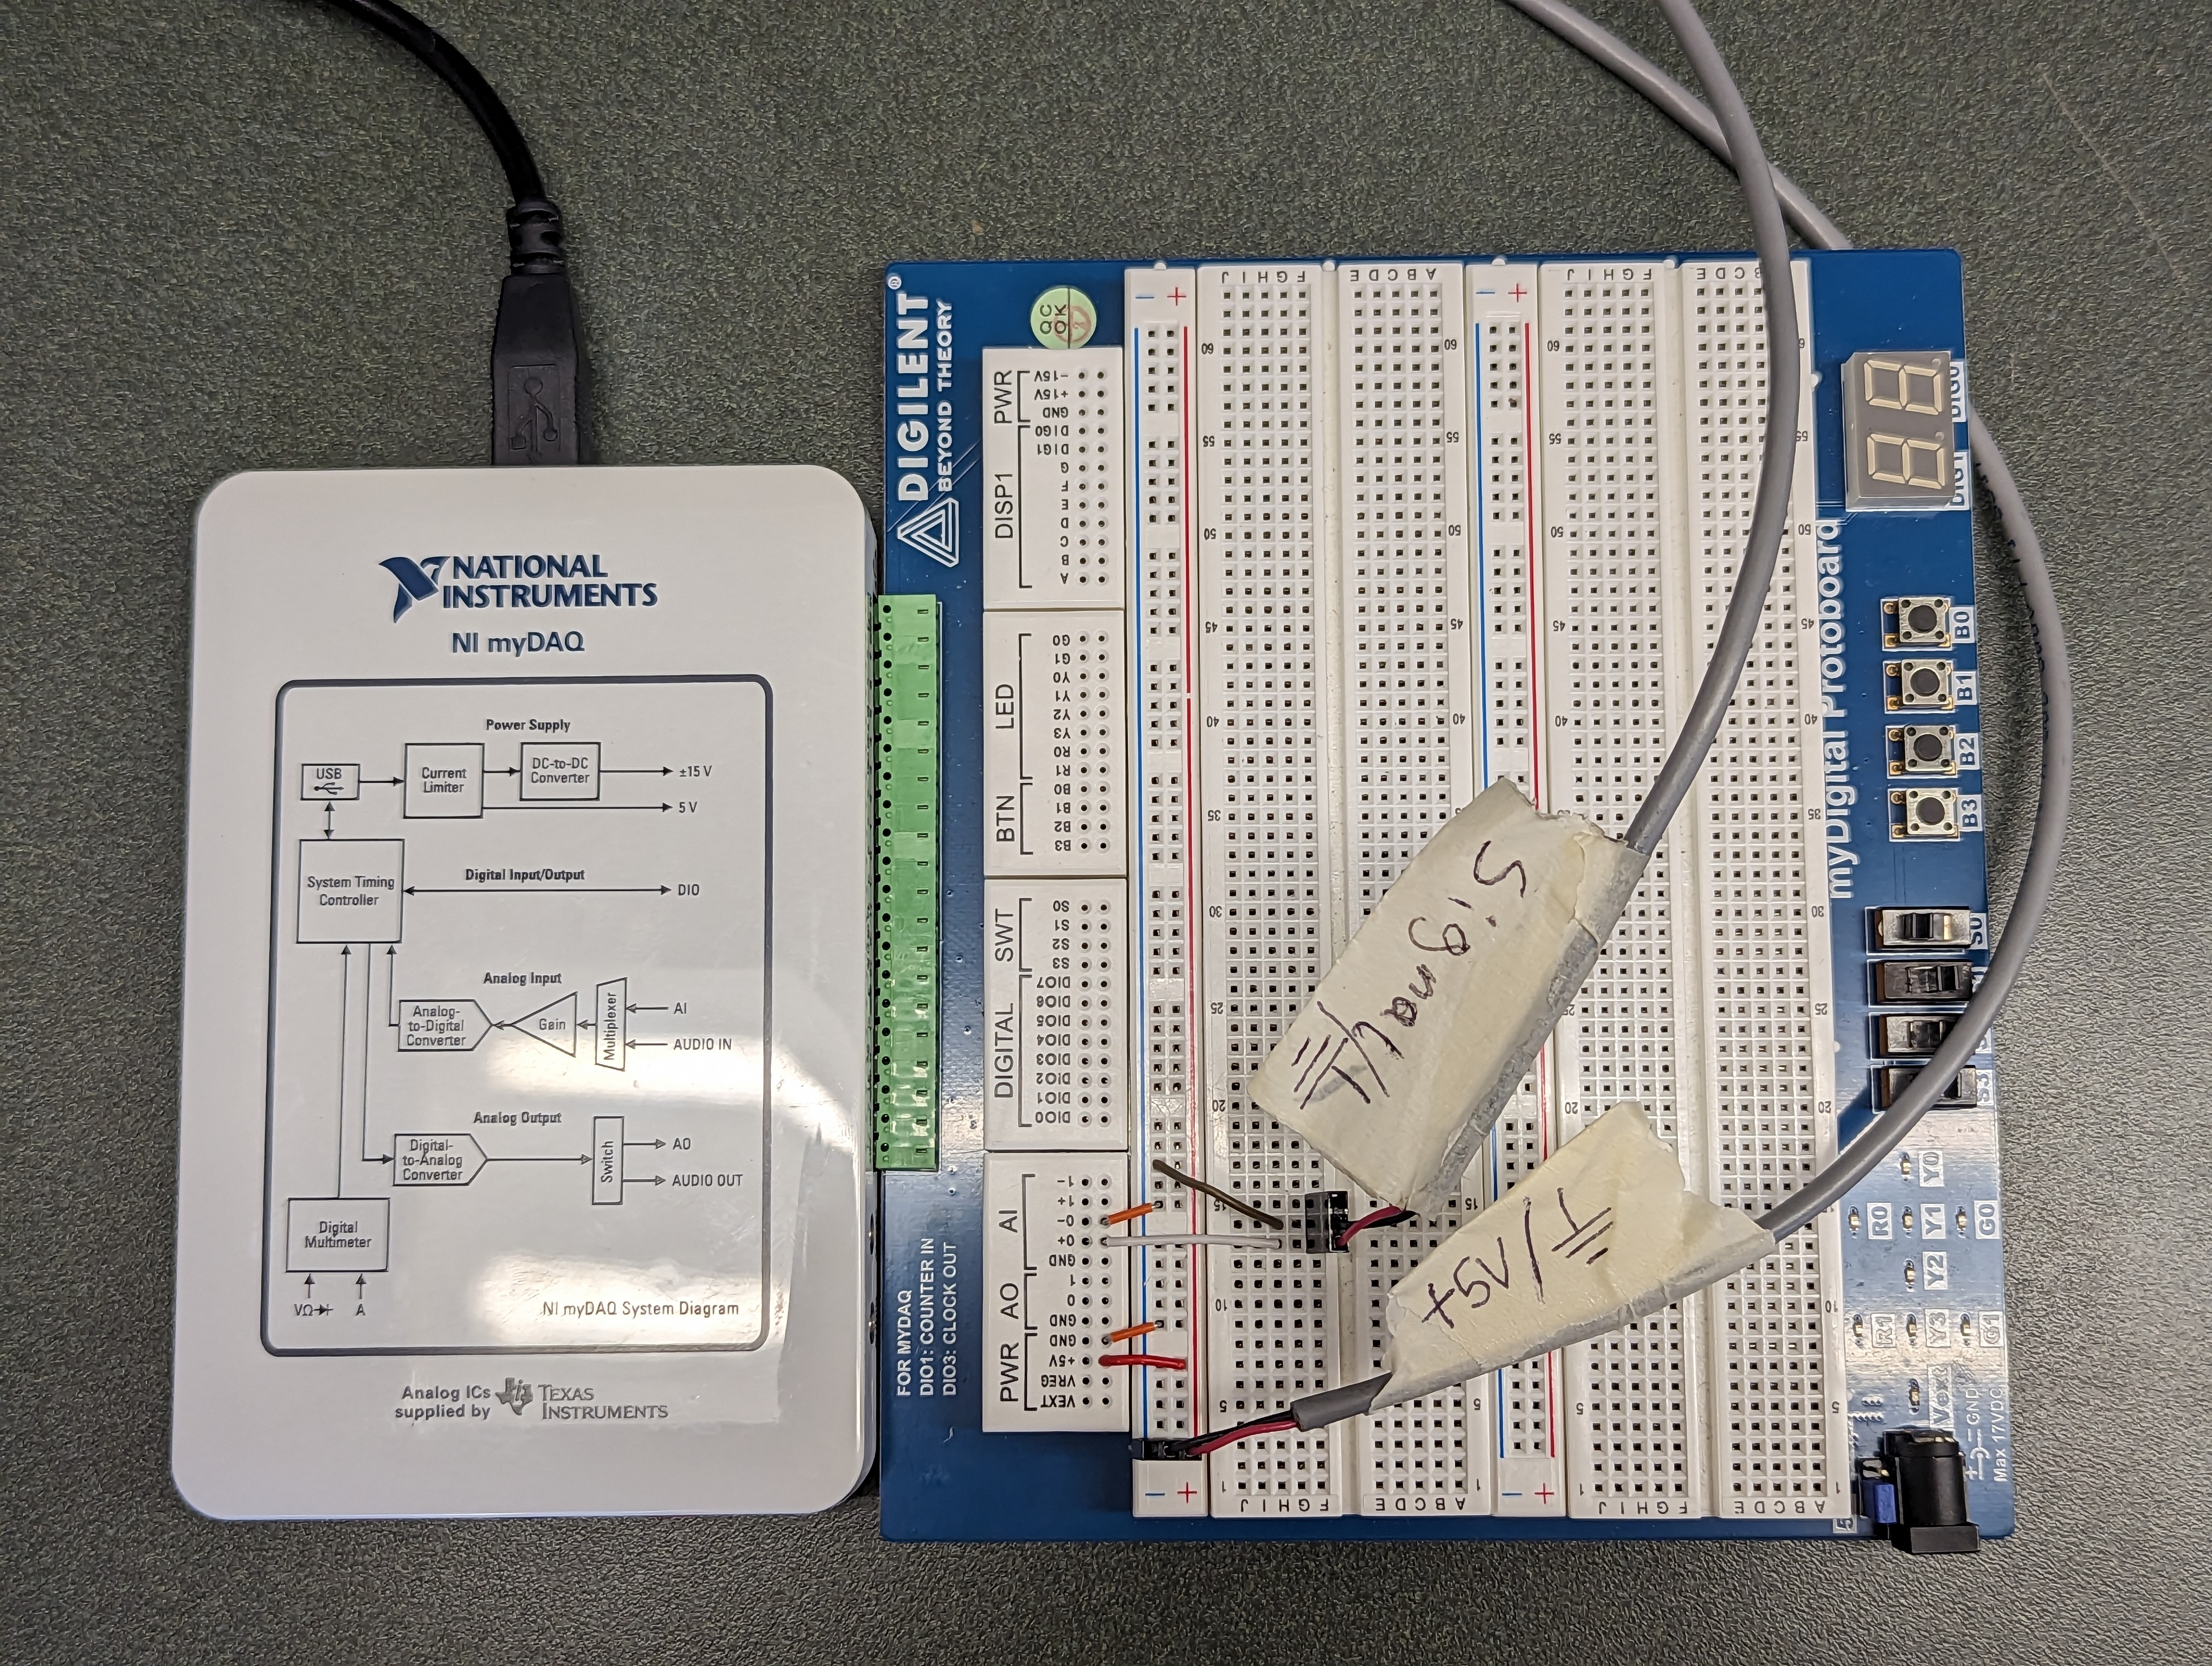 NATIONAL
INSTRUMENTS
NI myDAQ
Power Supply
USB
Current
Limiter
DC-to-DC
Converter
±15 V
5 V
System Timing
Controller
Digital Input/Output
DIO
Analog Input
Analog-
to-Digital
Converter
Gain
Multiplexer
AI
AUDIO IN
Analog Output
Digital-
to-Analog
Converter
Switch
AO
AUDIO OUT
Digital
Multimeter
VΩ
A
NI myDAQ System Diagram
Analog ICs
supplied by
TEXAS
INSTRUMENTS
DIGILENT®
BEYOND THEORY
QC
OK
PWR
-15V
+15V
GND
DISP1
DIG0
DIG1
G
F
E
D
C
B
A
LED
G0
G1
Y0
Y1
Y2
Y3
R0
R1
BTN
B0
B1
B2
B3
SWT
S0
S1
S2
S3
DIGITAL
DIO7
DIO6
DIO5
DIO4
DIO3
DIO2
DIO1
DIO0
AI
1-
1+
0-
0+
GND
AO
1
0
GND
PWR
GND
+5V
VREG
VEXT
FOR MYDAQ
DIO1: COUNTER IN
DIO3: CLOCK OUT
- +
J I H G F
E D C B A
- +
J I H G F
E D C B
60
55
50
45
40
35
30
25
20
15
10
5
1
- +
J I H G F
E D C B A
- +
J I H G F
E D C B A
Signal/
+5V/
myDigital Protoboard
DIG0
DIG1
B0
B1
B2
B3
S0
S3
Y0
R0
Y1
G0
Y2
R1
Y3
G1
Vext
GND
Max 17VDC